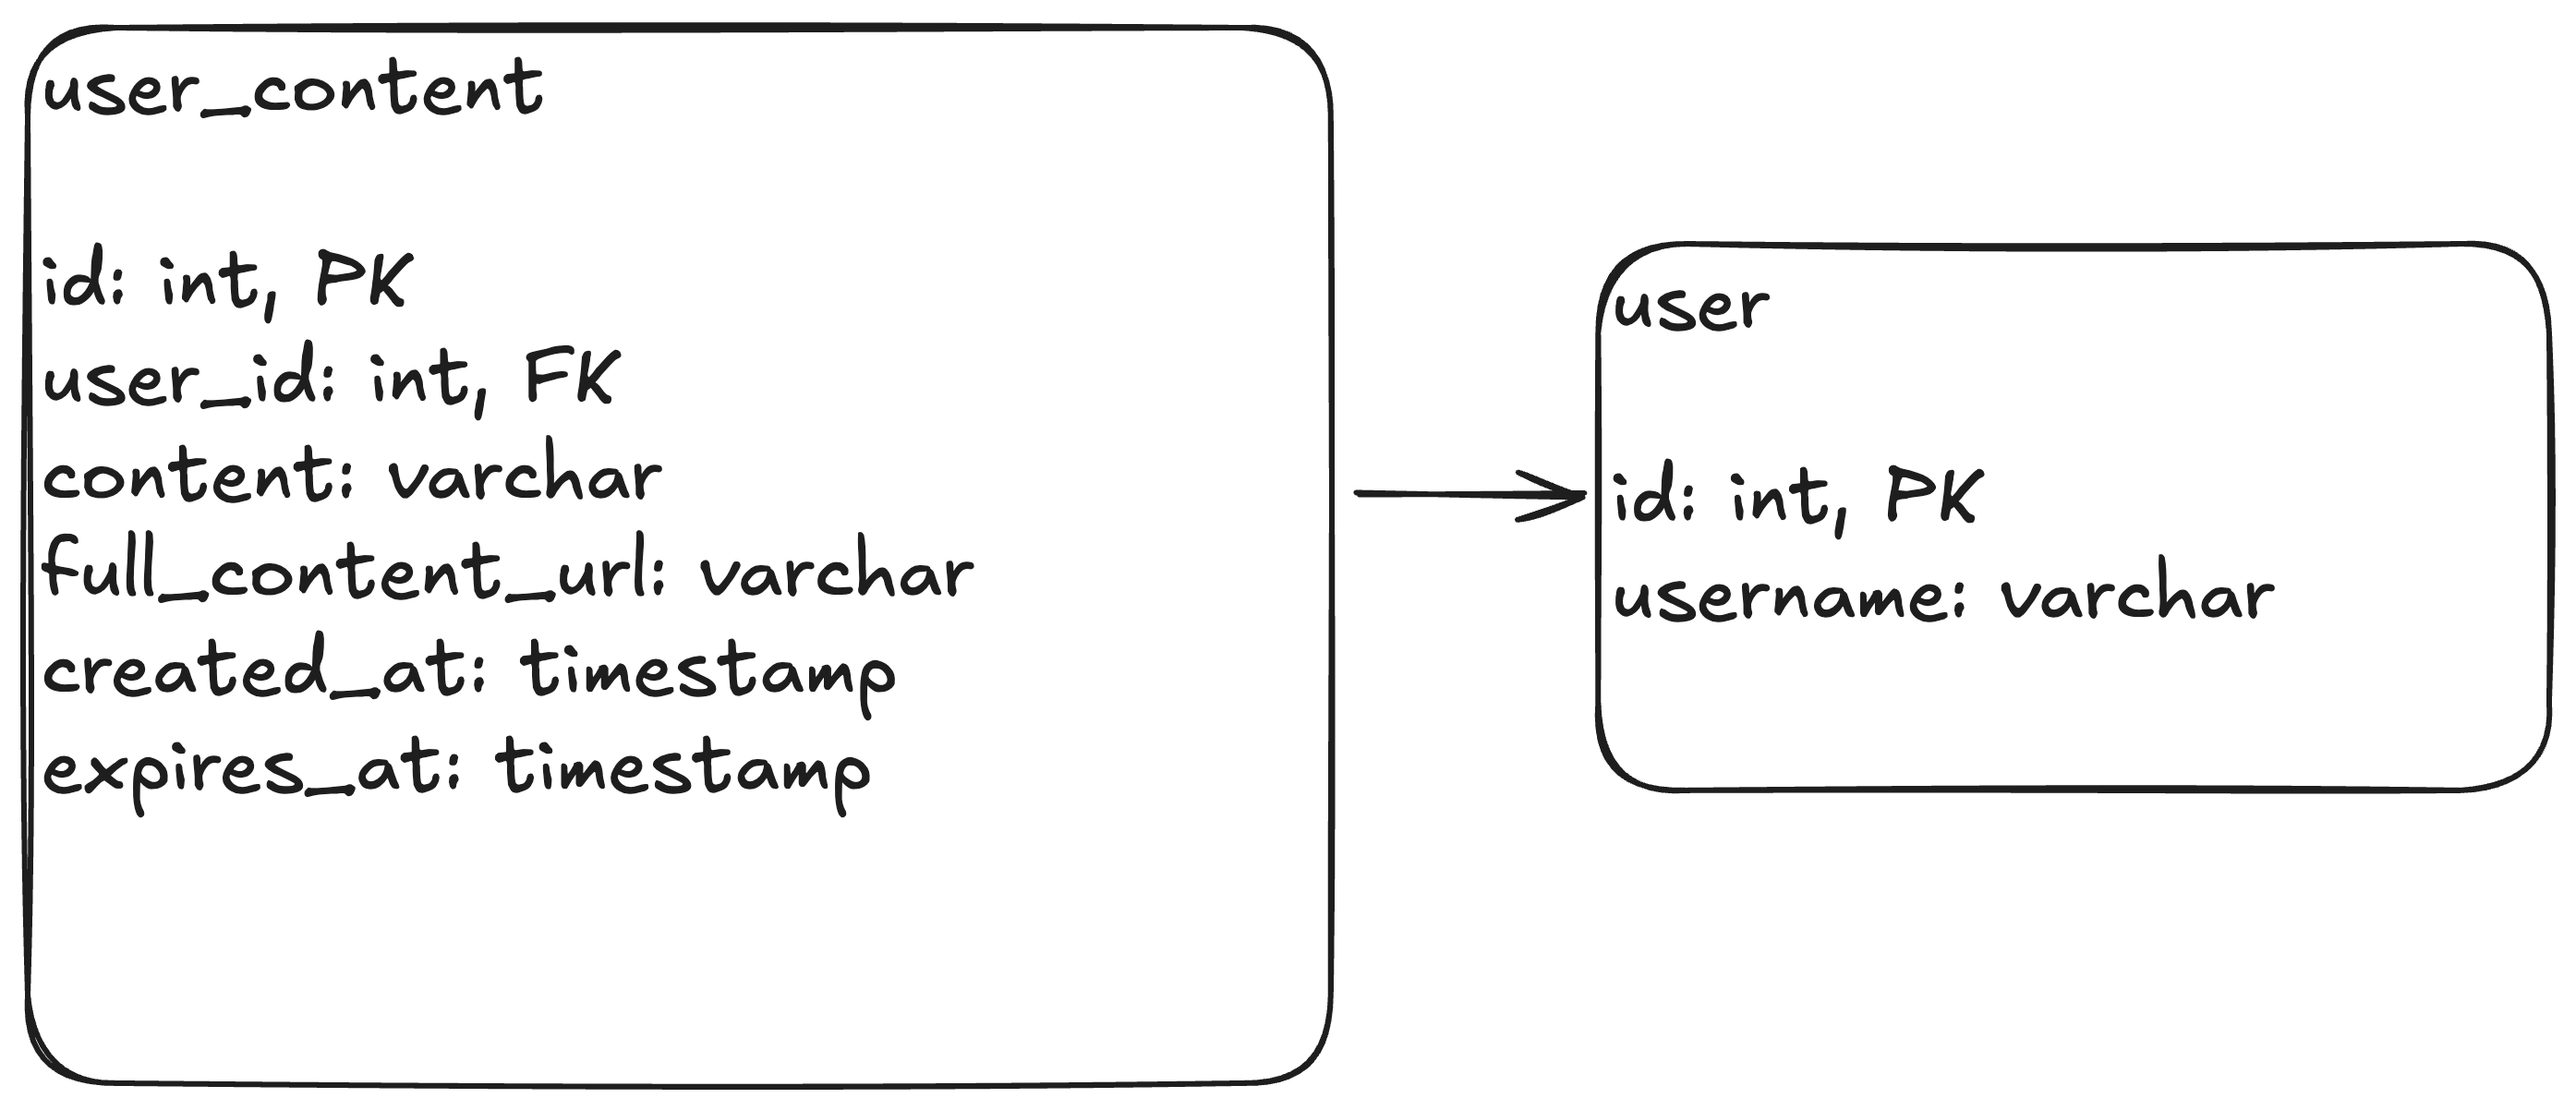 user_content
id: int, PK
user_id: int, FK
content: varchar
full_content_url: varchar
created_at: timestamp
expires_at: timestamp
user
id: int, PK
username: varchar